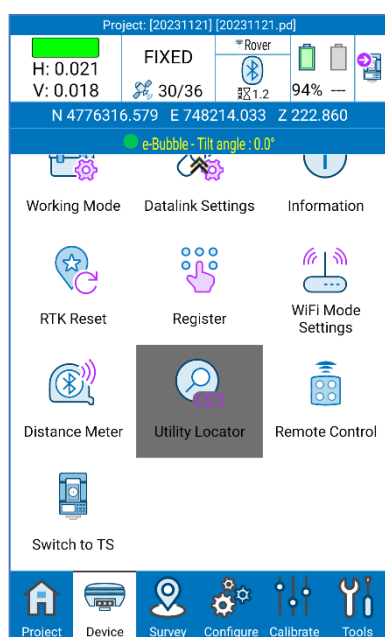 Project: [20231121] [20231121.pd]
H: 0.021
V: 0.018
FIXED
30/36
Rover
1.2
94% ---
N 4776316.579 E 748214.033 Z 222.860
e-Bubble - Tilt angle : 0.0°
Working Mode
Datalink Settings
Information
RTK Reset
Register
WiFi Mode
Settings
Distance Meter
Utility Locator
Remote Control
Switch to TS
Project
Device
Survey
Configure
Calibrate
Tools